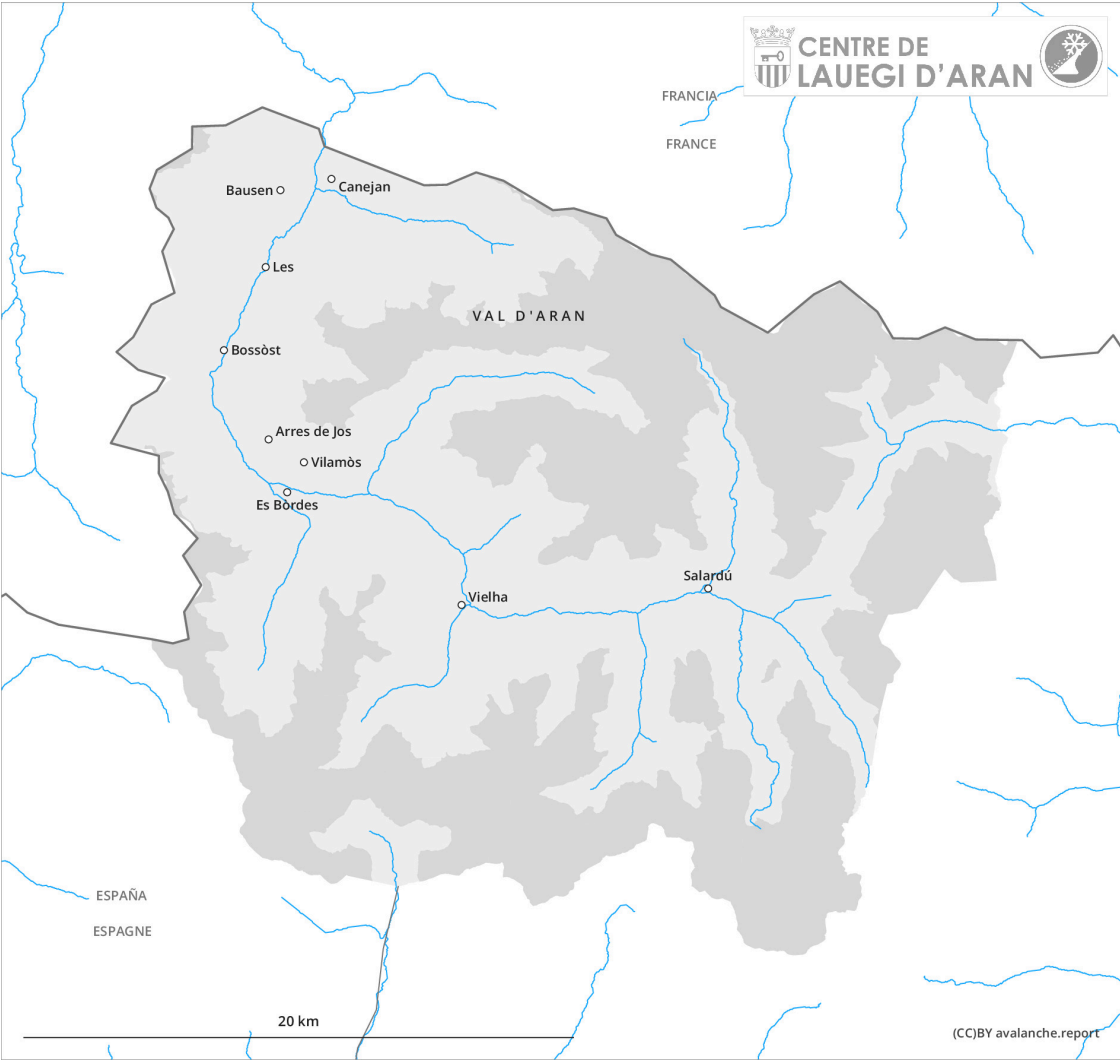 CENTRE DE
LAUEGI D'ARAN
FRANCIA
FRANCE
Bausen
Canejan
Les
VAL D'ARAN
Bossòst
Arres de Jos
Vilamòs
Es Bòrdes
Salardú
Vielha
ESPAÑA
ESPAGNE
20 km
(CC)BY avalanche.report